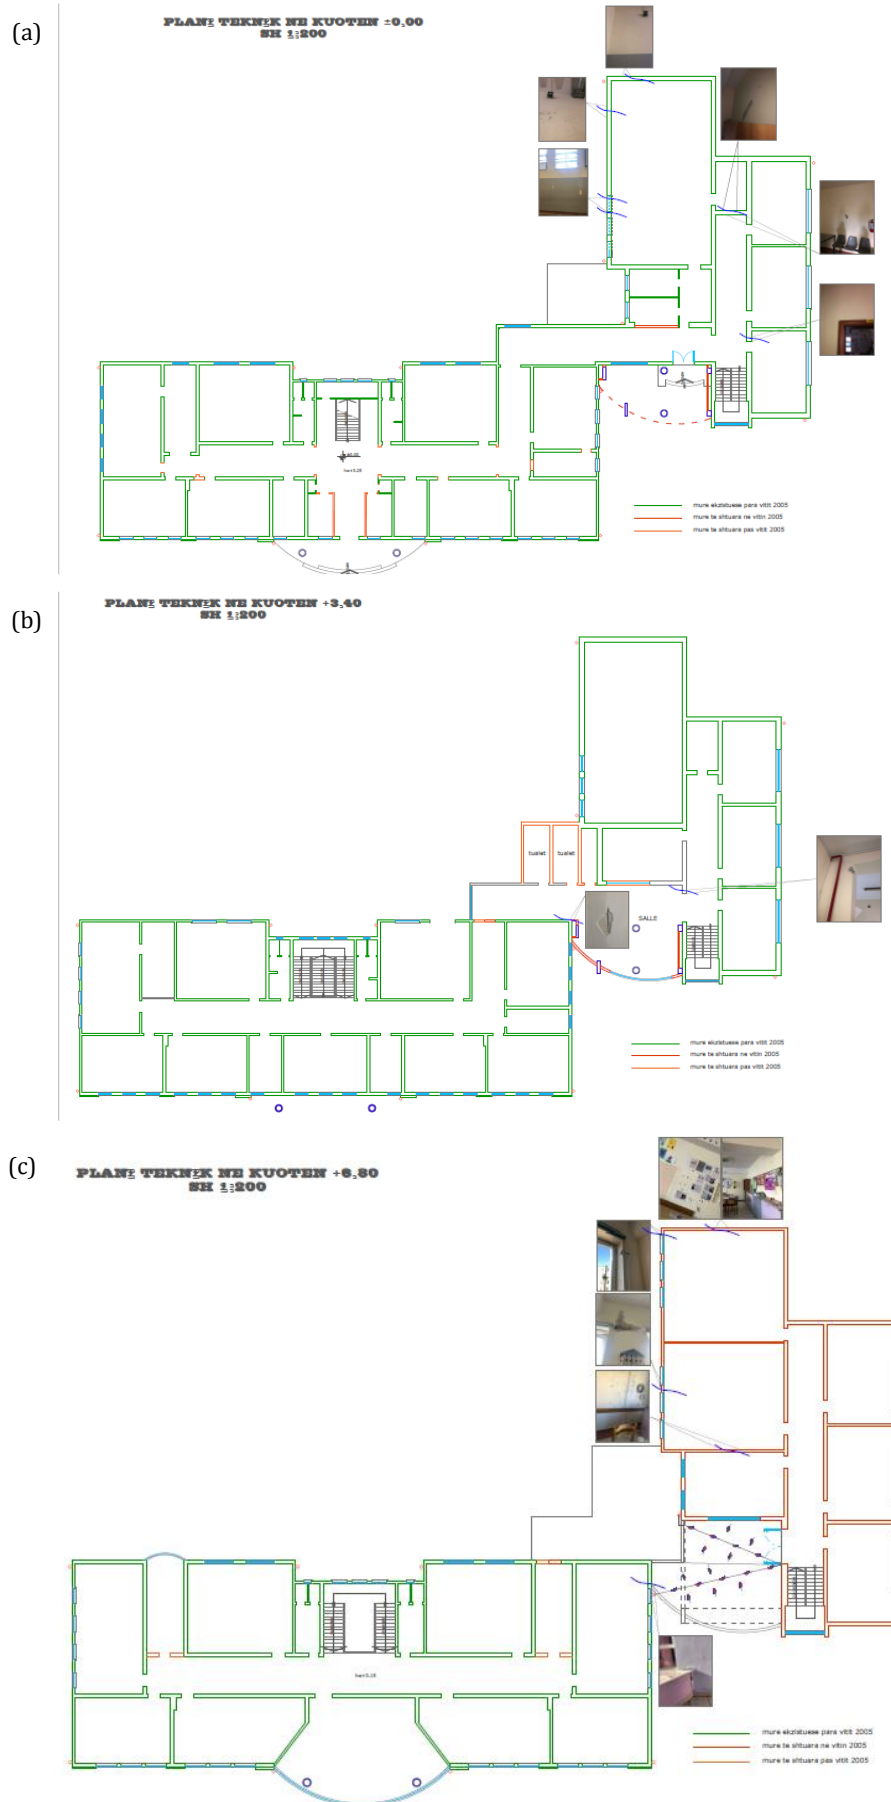 (a)
PLANI TEKNIK NE KUOTEN ±0,00
SH 1:200
mure ekzistuese para vitit 2005
mure te shtuara ne vitin 2005
mure te shtuara pas vitit 2005
(b)
PLANI TEKNIK NE KUOTEN +3,40
SH 1:200
tualet
tualet
SALLE
mure ekzistuese para vitit 2005
mure te shtuara ne vitin 2005
mure te shtuara pas vitit 2005
(c)
PLANI TEKNIK NE KUOTEN +6,80
SH 1:200
mure ekzistuese para vitit 2005
mure te shtuara ne vitin 2005
mure te shtuara pas vitit 2005